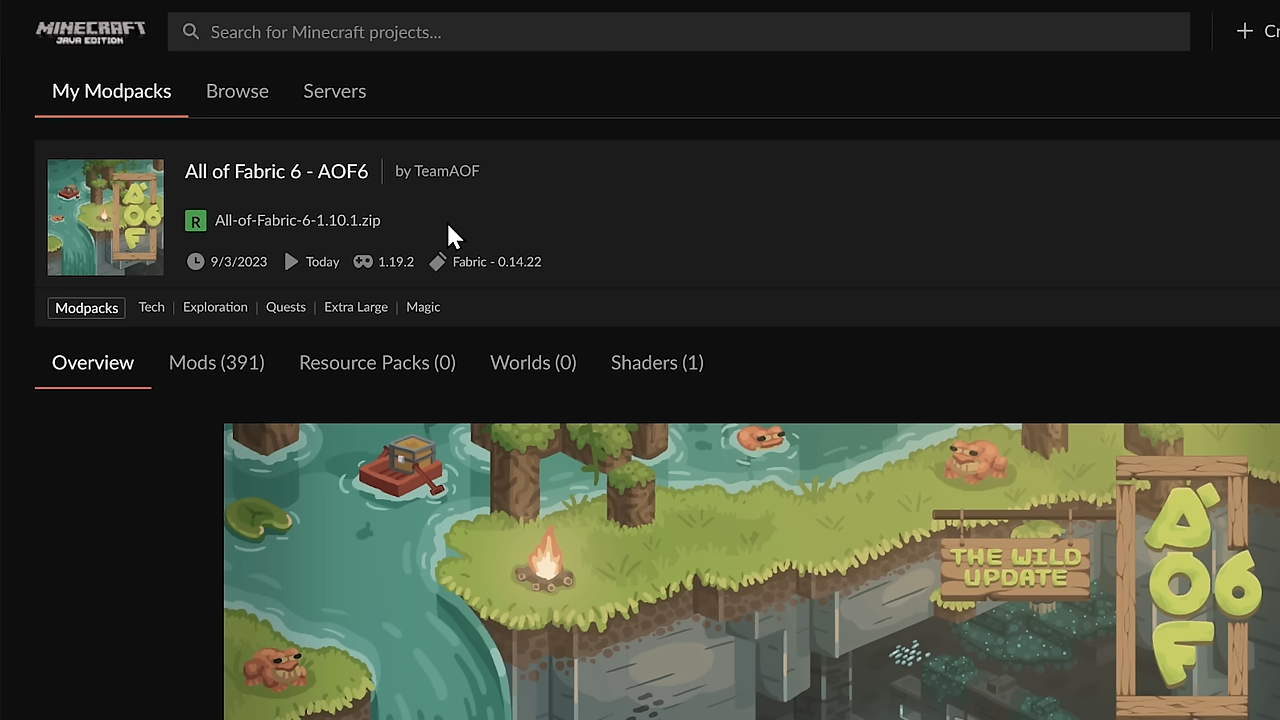 MINECRAFT
JAVA EDITION
Search for Minecraft projects...
My Modpacks
Browse
Servers
All of Fabric 6 - AOF6
by TeamAOF
R
All-of-Fabric-6-1.10.1.zip
9/3/2023
Today
1.19.2
Fabric - 0.14.22
Modpacks
Tech
Exploration
Quests
Extra Large
Magic
Overview
Mods (391)
Resource Packs (0)
Worlds (0)
Shaders (1)
THE WILD
UPDATE
A
O6
F